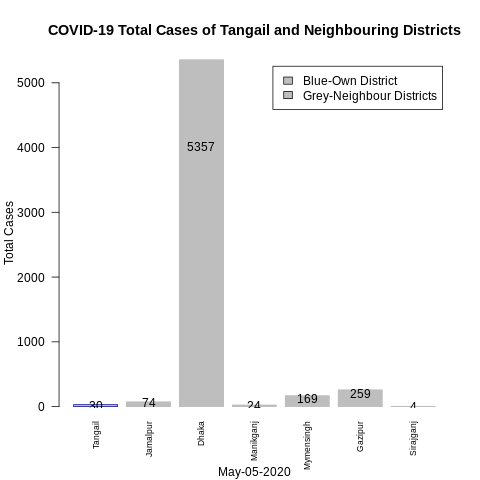 COVID-19 Total Cases of Tangail and Neighbouring Districts
Blue-Own District
Grey-Neighbour Districts
Total Cases
5000
4000
3000
2000
1000
0
30
74
5357
24
169
259
4
Tangail
Jamalpur
Dhaka
Manikganj
Mymensingh
Gazipur
Sirajganj
May-05-2020